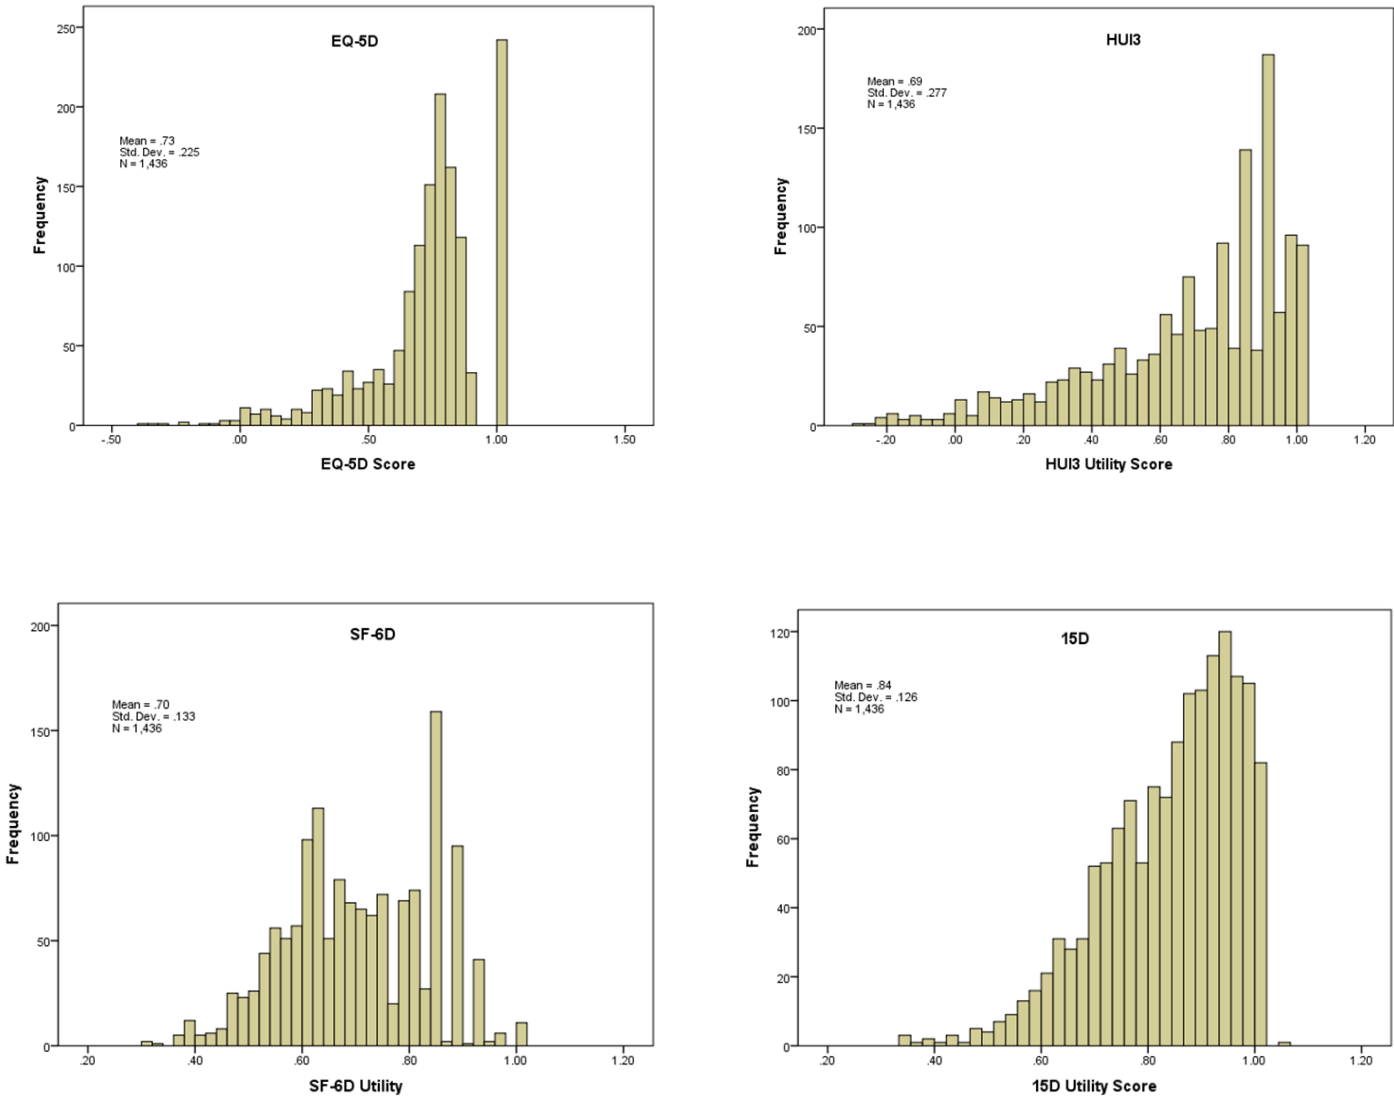 EQ-5D
Mean = .73
Std. Dev. = .225
N = 1,436
Frequency
250
200
150
100
50
0
-.50 .00 .50 1.00 1.50
EQ-5D Score
HUI3
Mean = .69
Std. Dev. = .277
N = 1,436
Frequency
200
150
100
50
0
-.20 .00 .20 .40 .60 .80 1.00 1.20
HUI3 Utility Score
SF-6D
Mean = .70
Std. Dev. = .133
N = 1,436
Frequency
200
150
100
50
0
.20 .40 .60 .80 1.00 1.20
SF-6D Utility
15D
Mean = .84
Std. Dev. = .126
N = 1,436
Frequency
120
100
80
60
40
20
0
.20 .40 .60 .80 1.00 1.20
15D Utility Score